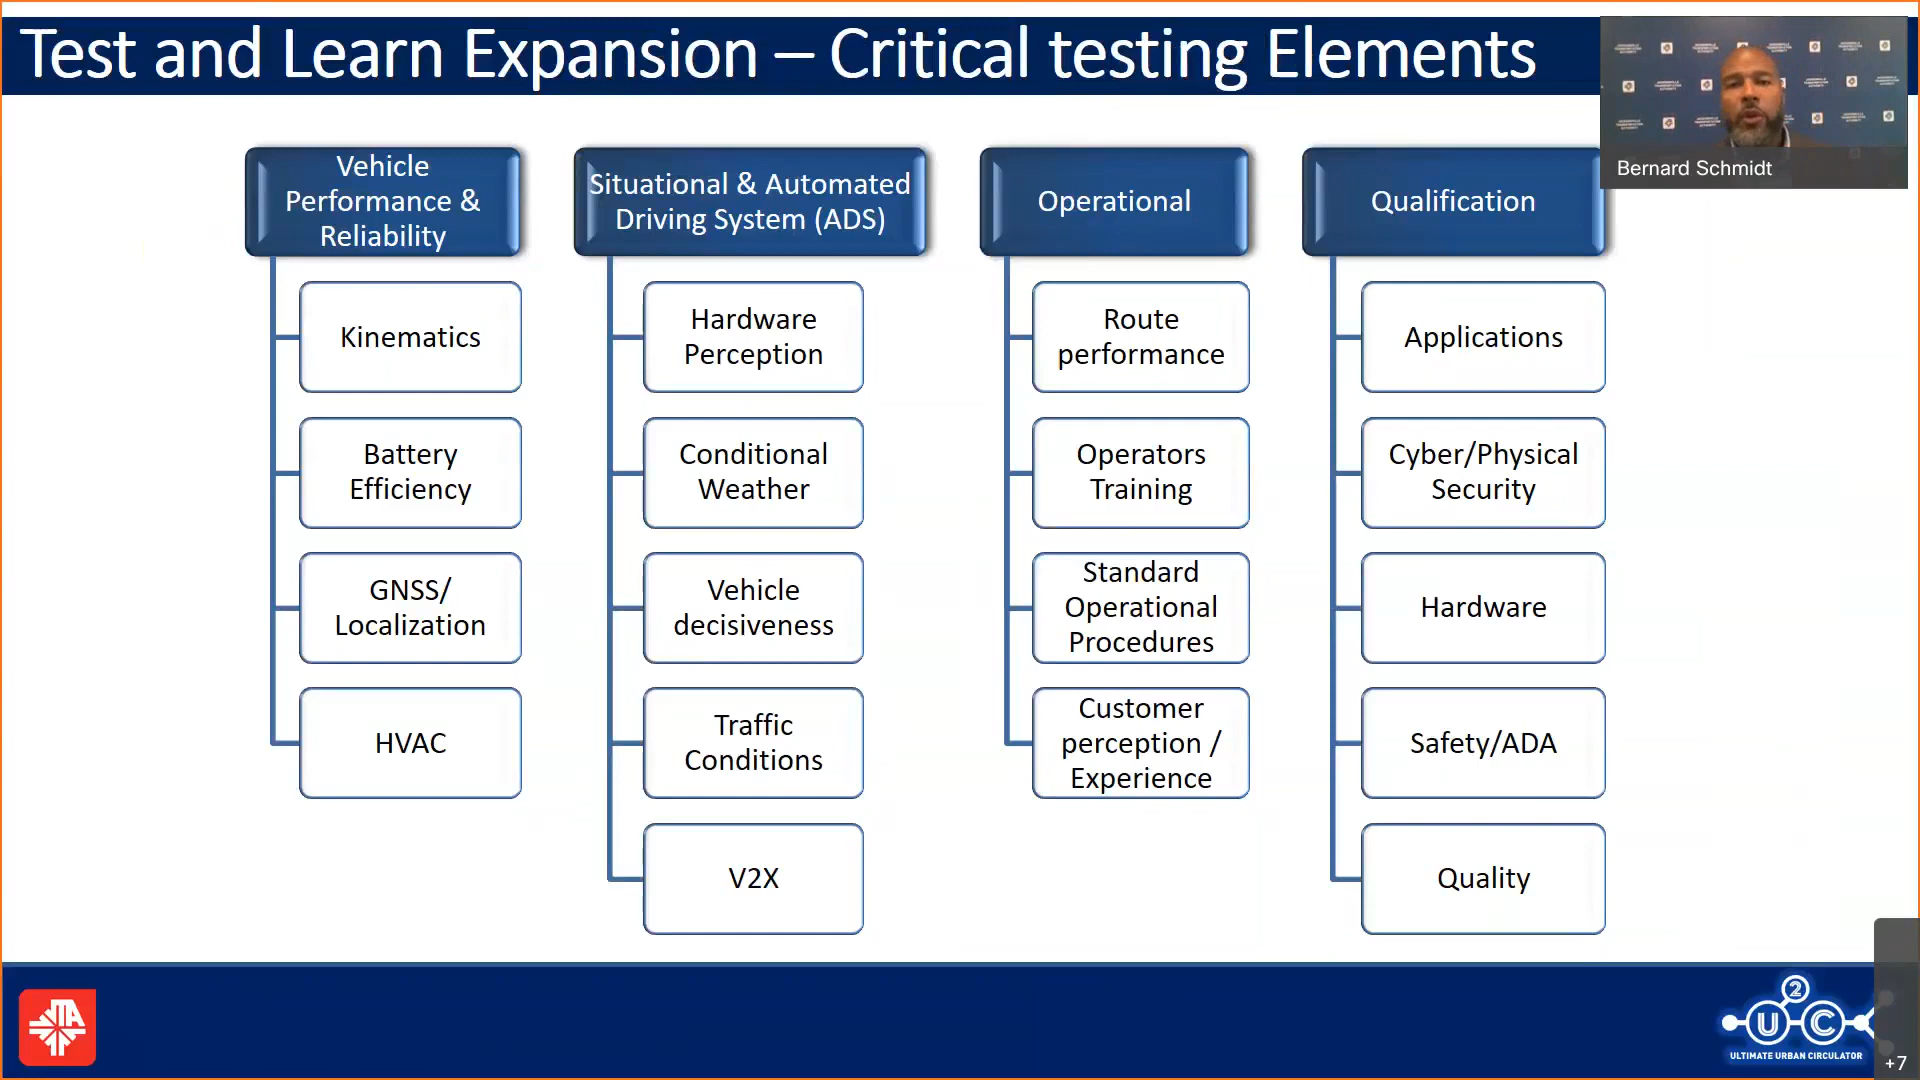 Test and Learn Expansion – Critical testing Elements
Bernard Schmidt
Vehicle
Performance &
Reliability
Kinematics
Battery
Efficiency
GNSS/
Localization
HVAC
Situational & Automated
Driving System (ADS)
Hardware
Perception
Conditional
Weather
Vehicle
decisiveness
Traffic
Conditions
V2X
Operational
Route
performance
Operators
Training
Standard
Operational
Procedures
Customer
perception /
Experience
Qualification
Applications
Cyber/Physical
Security
Hardware
Safety/ADA
Quality
JTA
U2C
ULTIMATE URBAN CIRCULATOR
+7